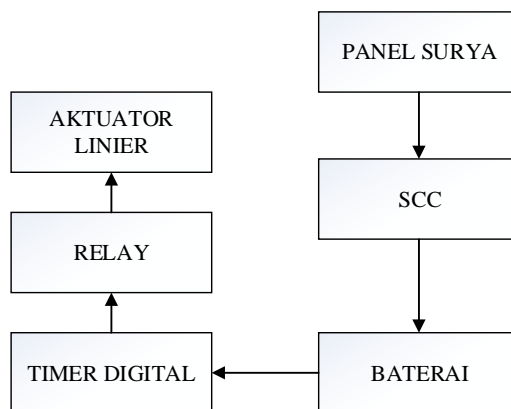 PANEL SURYA
AKTUATOR
LINIER
SCC
RELAY
TIMER DIGITAL
BATERAI